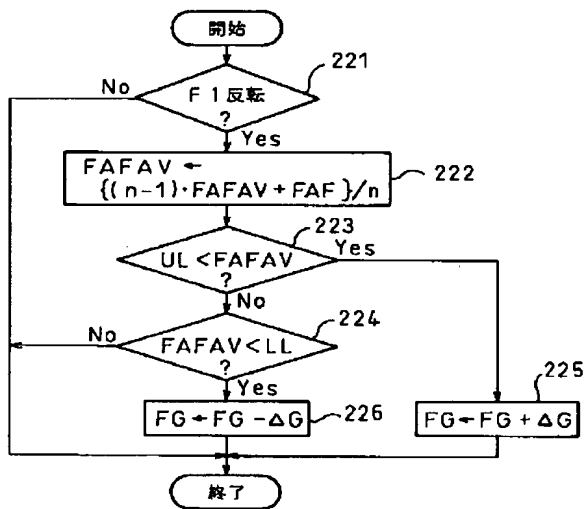 開始
221
F1反転
?
No
Yes
FAFAV ←
{(n-1)·FAFAV+FAF}/n
222
223
UL<FAFAV
?
Yes
No
224
FAFAV<LL
?
No
Yes
225
FG←FG-ΔG
226
FG←FG+ΔG
終了